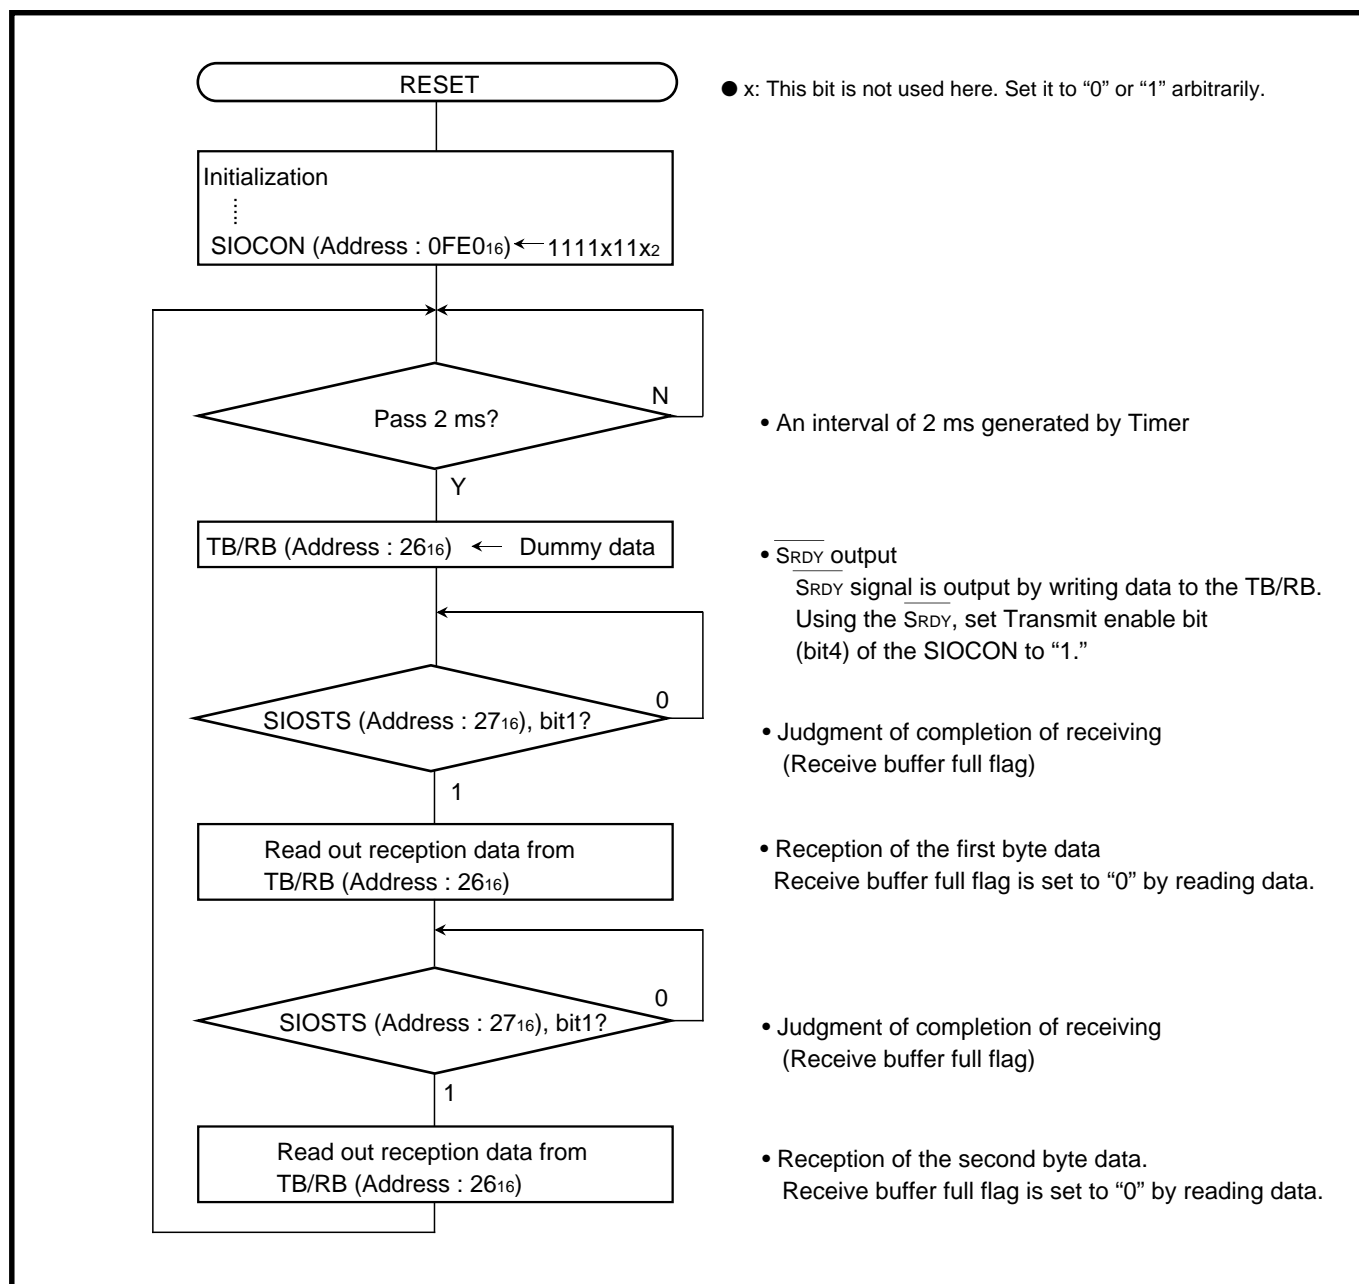 RESET
● x: This bit is not used here. Set it to “0” or “1” arbitrarily.
Initialization
SIOCON (Address : 0FE016) ← 1111x11x2
N
Pass 2 ms?
• An interval of 2 ms generated by Timer
Y
TB/RB (Address : 2616) ← Dummy data
• SRDY output
SRDY signal is output by writing data to the TB/RB.
Using the SRDY, set Transmit enable bit
(bit4) of the SIOCON to “1.”
0
SIOSTS (Address : 2716), bit1?
• Judgment of completion of receiving
(Receive buffer full flag)
1
Read out reception data from
TB/RB (Address : 2616)
• Reception of the first byte data
Receive buffer full flag is set to “0” by reading data.
0
SIOSTS (Address : 2716), bit1?
• Judgment of completion of receiving
(Receive buffer full flag)
1
Read out reception data from
TB/RB (Address : 2616)
• Reception of the second byte data.
Receive buffer full flag is set to “0” by reading data.